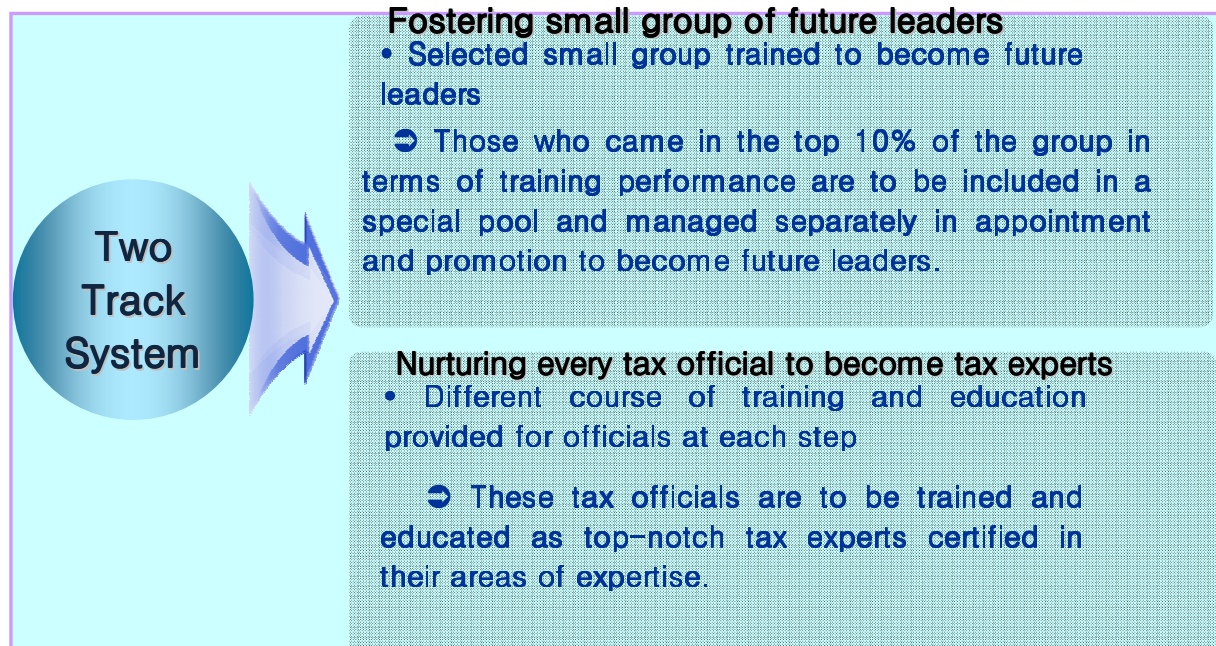 Two
Track
System
Fostering small group of future leaders
• Selected small group trained to become future
leaders
➲ Those who came in the top 10% of the group in
terms of training performance are to be included in a
special pool and managed separately in appointment
and promotion to become future leaders.
Nurturing every tax official to become tax experts
• Different course of training and education
provided for officials at each step
➲ These tax officials are to be trained and
educated as top-notch tax experts certified in
their areas of expertise.